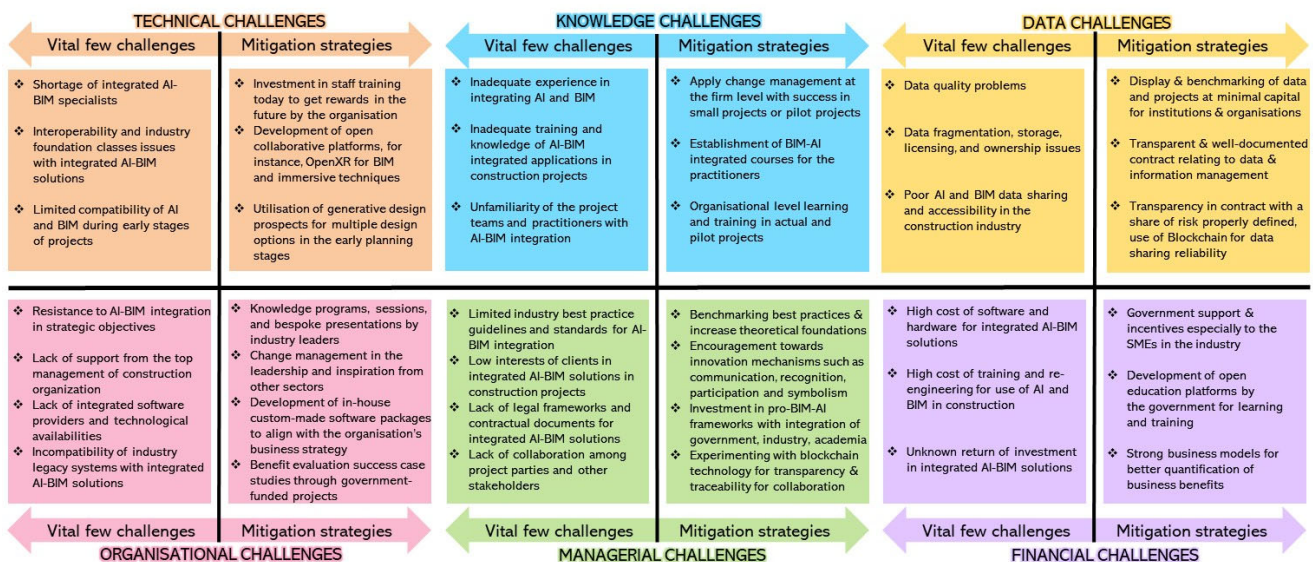 TECHNICAL CHALLENGES
Vital few challenges
Mitigation strategies
❖ Shortage of integrated AI-
BIM specialists
❖ Interoperability and industry
foundation classes issues
with integrated AI-BIM
solutions
❖ Limited compatibility of AI
and BIM during early stages
of projects
❖ Investment in staff training
today to get rewards in the
future by the organisation
❖ Development of open
collaborative platforms, for
instance, OpenXR for BIM
and immersive techniques
❖ Utilisation of generative design
prospects for multiple design
options in the early planning
stages
KNOWLEDGE CHALLENGES
Vital few challenges
Mitigation strategies
❖ Inadequate experience in
integrating AI and BIM
❖ Inadequate training and
knowledge of AI-BIM
integrated applications in
construction projects
❖ Unfamiliarity of the project
teams and practitioners with
AI-BIM integration
❖ Apply change management at
the firm level with success in
small projects or pilot projects
❖ Establishment of BIM-AI
integrated courses for the
practitioners
❖ Organisational level learning
and training in actual and
pilot projects
DATA CHALLENGES
Vital few challenges
Mitigation strategies
❖ Data quality problems
❖ Data fragmentation, storage,
licensing, and ownership issues
❖ Poor AI and BIM data sharing
and accessibility in the
construction industry
❖ Display & benchmarking of data
and projects at minimal capital
for institutions & organisations
❖ Transparent & well-documented
contract relating to data &
information management
❖ Transparency in contract with a
share of risk properly defined,
use of Blockchain for data
sharing reliability
❖ Resistance to AI-BIM integration
in strategic objectives
❖ Lack of support from the top
management of construction
organization
❖ Lack of integrated software
providers and technological
availabilities
❖ Incompatibility of industry
legacy systems with integrated
AI-BIM solutions
❖ Knowledge programs, sessions,
and bespoke presentations by
industry leaders
❖ Change management in the
leadership and inspiration from
other sectors
❖ Development of in-house
custom-made software packages
to align with the organisation's
business strategy
❖ Benefit evaluation success case
studies through government-
funded projects
Vital few challenges
Mitigation strategies
ORGANISATIONAL CHALLENGES
❖ Limited industry best practice
guidelines and standards for AI-
BIM integration
❖ Low interests of clients in
integrated AI-BIM solutions in
construction projects
❖ Lack of legal frameworks and
contractual documents for
integrated AI-BIM solutions
❖ Lack of collaboration among
project parties and other
stakeholders
❖ Benchmarking best practices &
increase theoretical foundations
❖ Encouragement towards
innovation mechanisms such as
communication, recognition,
participation and symbolism
❖ Investment in pro-BIM-AI
frameworks with integration of
government, industry, academia
❖ Experimenting with blockchain
technology for transparency &
traceability for collaboration
Vital few challenges
Mitigation strategies
MANAGERIAL CHALLENGES
❖ High cost of software and
hardware for integrated AI-BIM
solutions
❖ High cost of training and re-
engineering for use of AI and
BIM in construction
❖ Unknown return of investment
in integrated AI-BIM solutions
❖ Government support &
incentives especially to the
SMEs in the industry
❖ Development of open
education platforms by
the government for learning
and training
❖ Strong business models for
better quantification of
business benefits
Vital few challenges
Mitigation strategies
FINANCIAL CHALLENGES